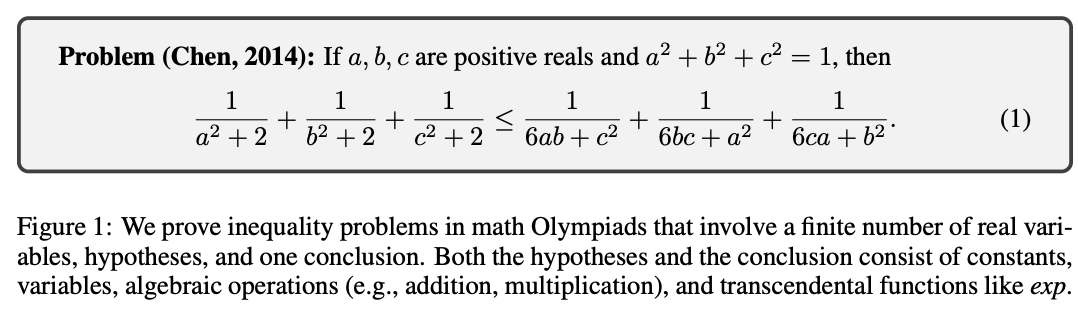 Problem (Chen, 2014): If a, b, c are positive reals and a² + b² + c² = 1, then
1/(a² + 2) + 1/(b² + 2) + 1/(c² + 2) ≤ 1/(6ab + c²) + 1/(6bc + a²) + 1/(6ca + b²). (1)
Figure 1: We prove inequality problems in math Olympiads that involve a finite number of real vari-
ables, hypotheses, and one conclusion. Both the hypotheses and the conclusion consist of constants,
variables, algebraic operations (e.g., addition, multiplication), and transcendental functions like exp.